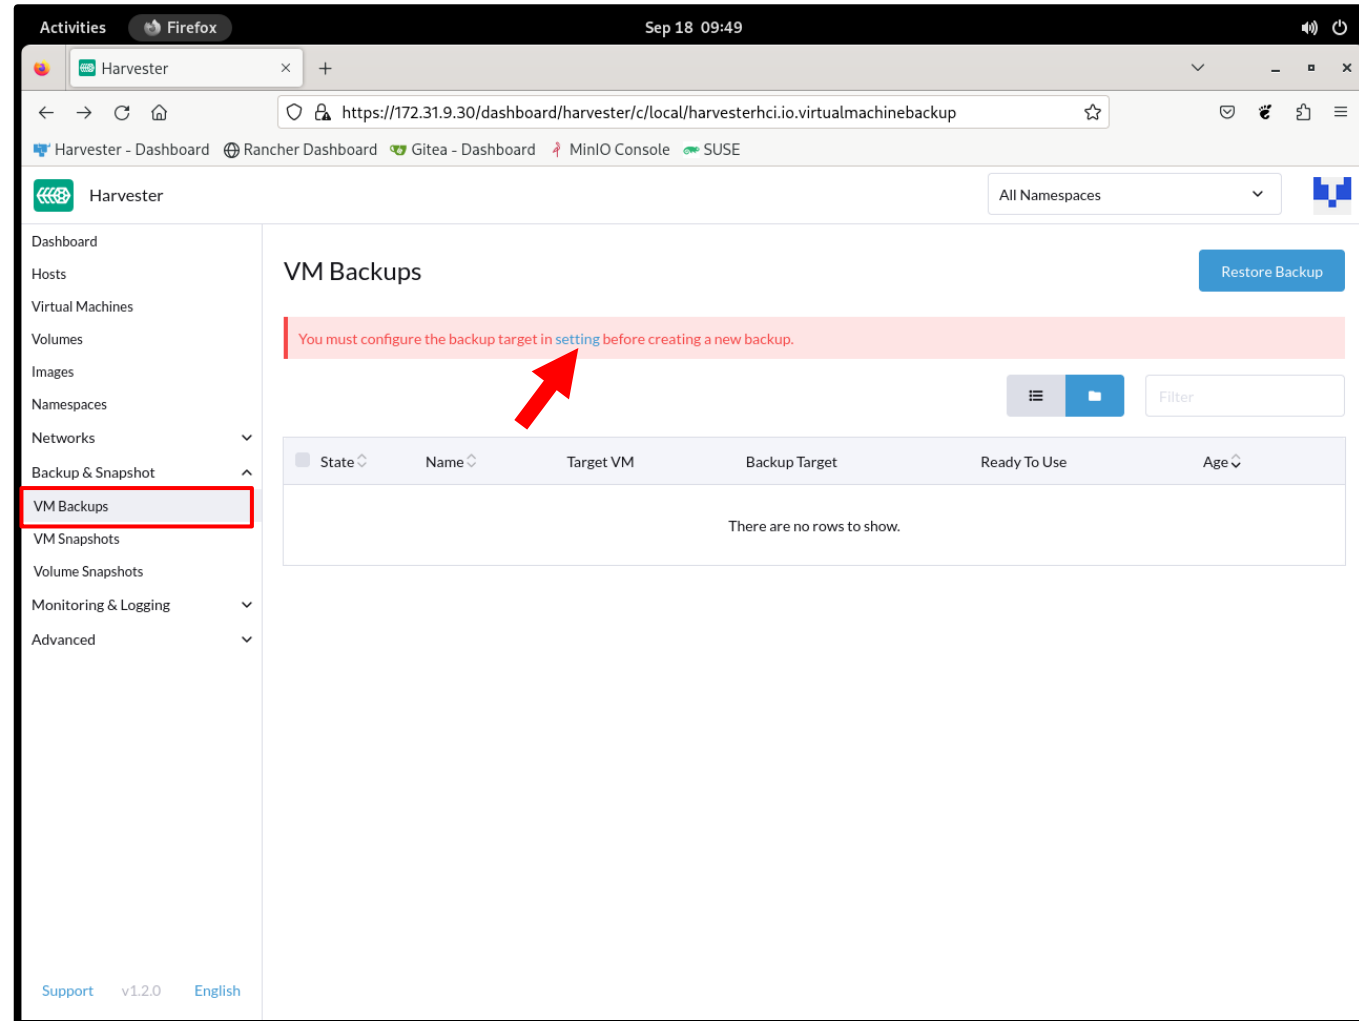 Activities Firefox Sep 18 09:49
Harvester
https://172.31.9.30/dashboard/harvester/c/local/harvesterhci.io.virtualmachinebackup
Harvester - Dashboard Rancher Dashboard Gitea - Dashboard MinIO Console SUSE
Harvester All Namespaces
Dashboard
Hosts
Virtual Machines
Volumes
Images
Namespaces
Networks
Backup & Snapshot
VM Backups
VM Snapshots
Volume Snapshots
Monitoring & Logging
Advanced
Support v1.2.0 English
VM Backups Restore Backup
You must configure the backup target in setting before creating a new backup.
Filter
State Name Target VM Backup Target Ready To Use Age
There are no rows to show.